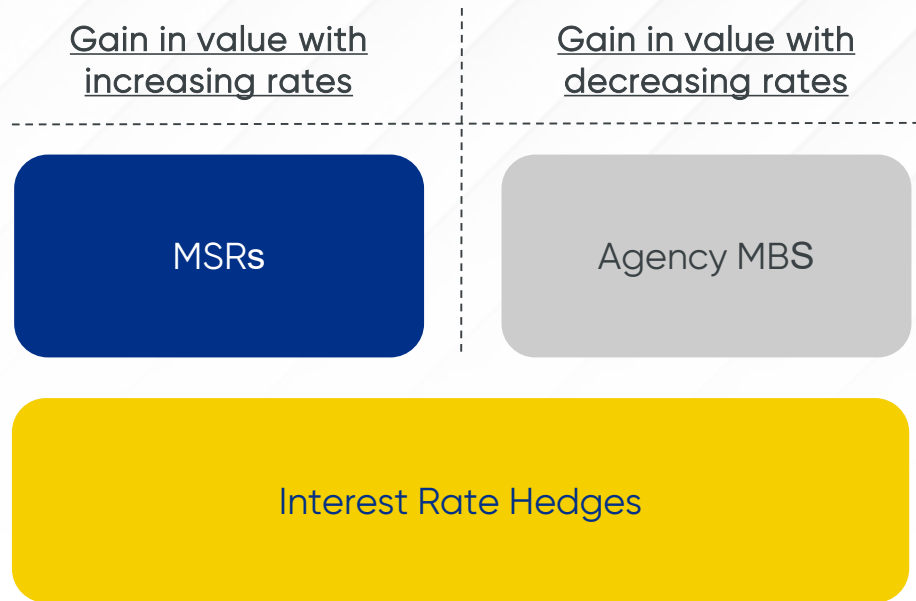 Gain in value with
increasing rates
Gain in value with
decreasing rates
MSRs
Agency MBS
Interest Rate Hedges